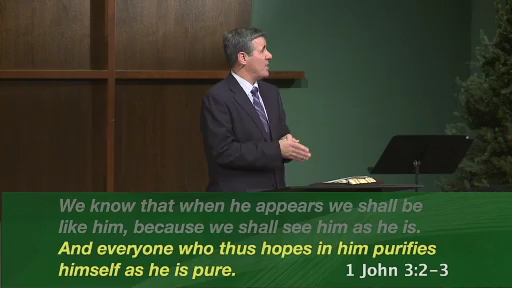 We know that when he appears we shall be
like him, because we shall see him as he is.
And everyone who thus hopes in him purifies
himself as he is pure. 1 John 3:2–3